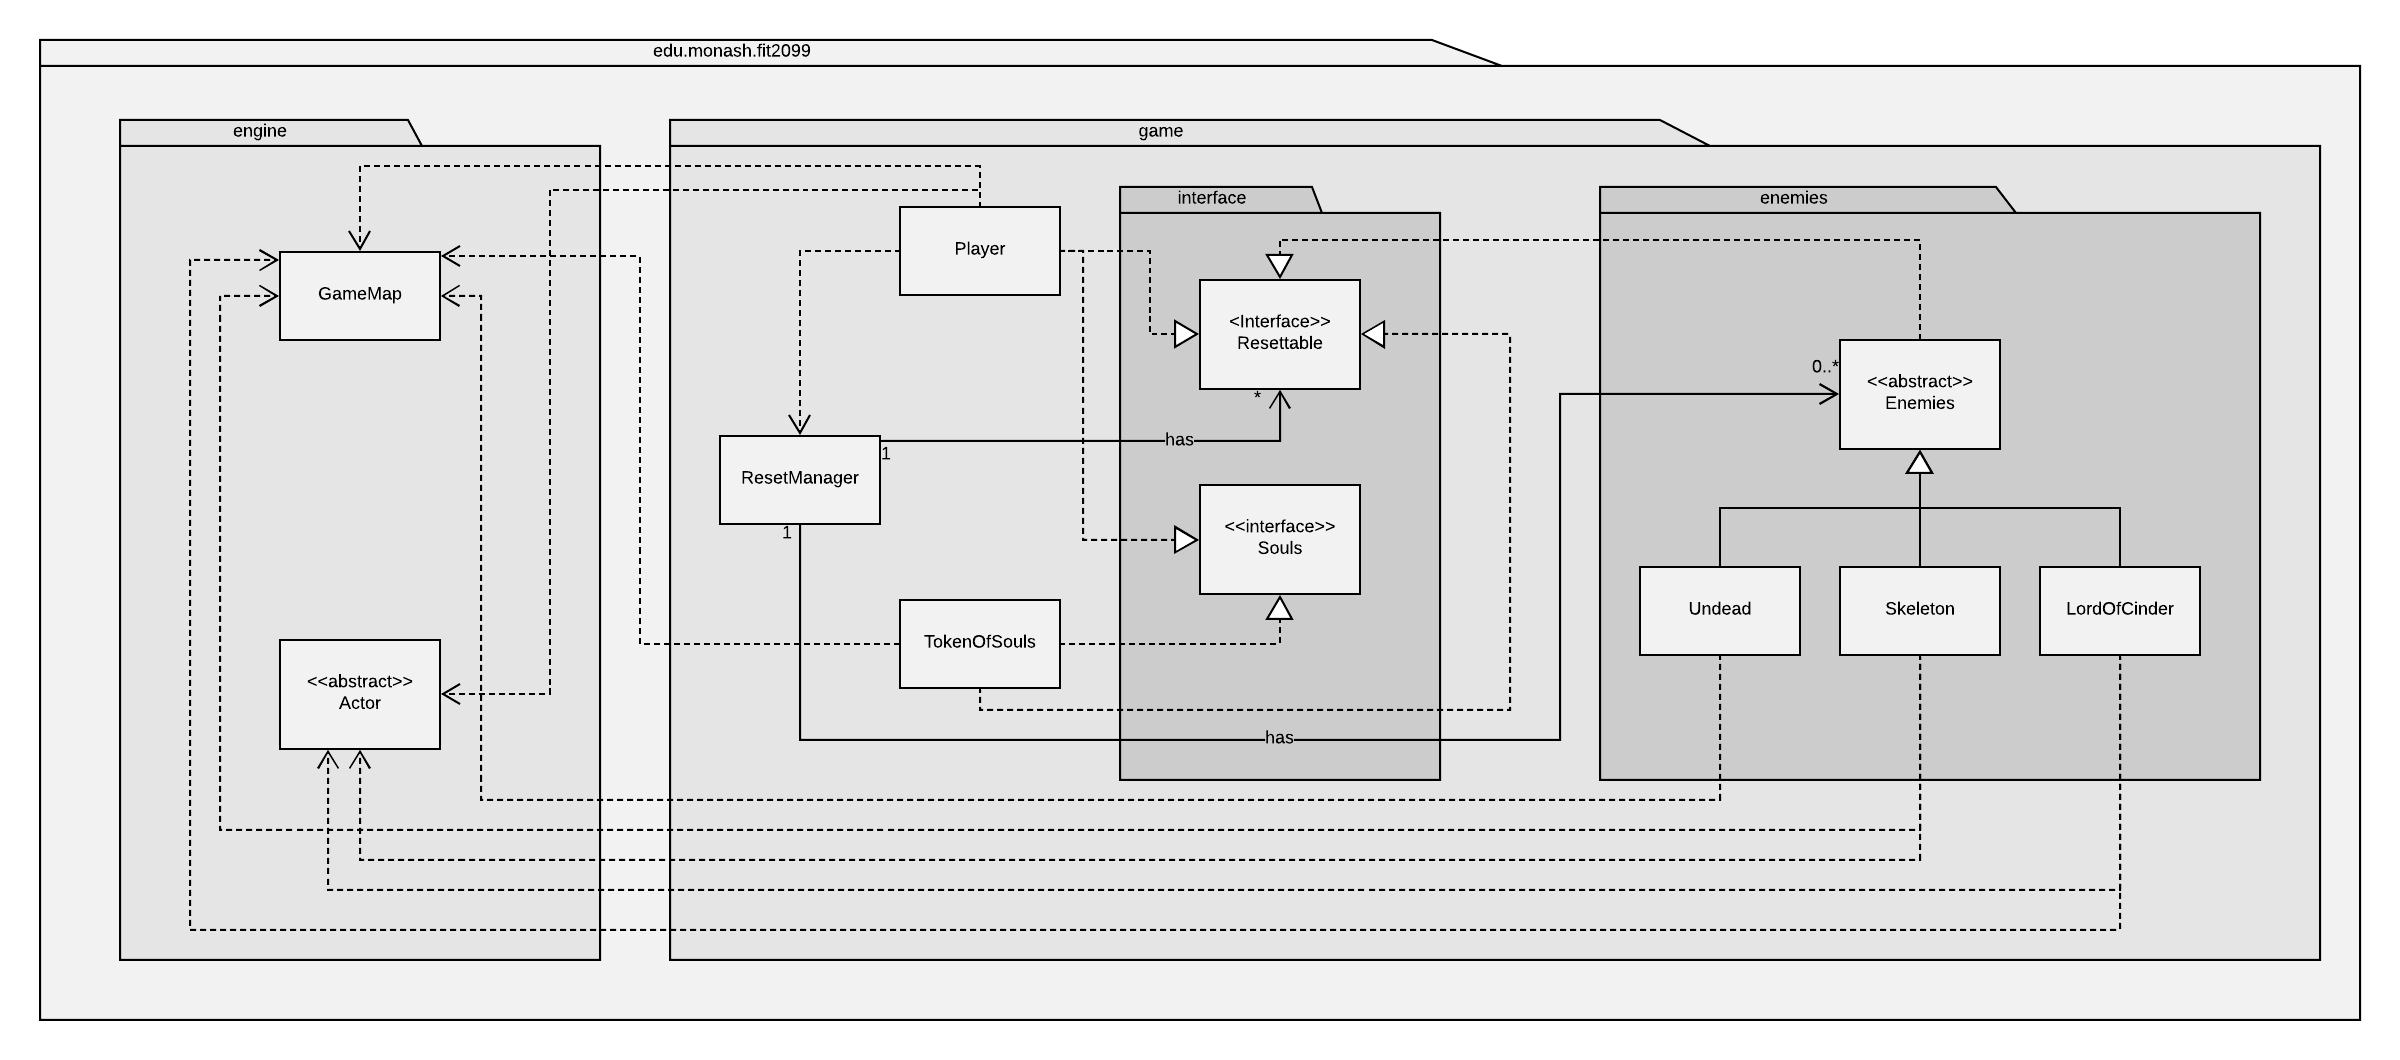 edu.monash.fit2099
engine
game
interface
enemies
Player
GameMap
<Interface>>
Resettable
0..*
<<abstract>>
Enemies
*
has
1
ResetManager
<<interface>>
Souls
1
Undead
Skeleton
LordOfCinder
TokenOfSouls
<<abstract>>
Actor
has